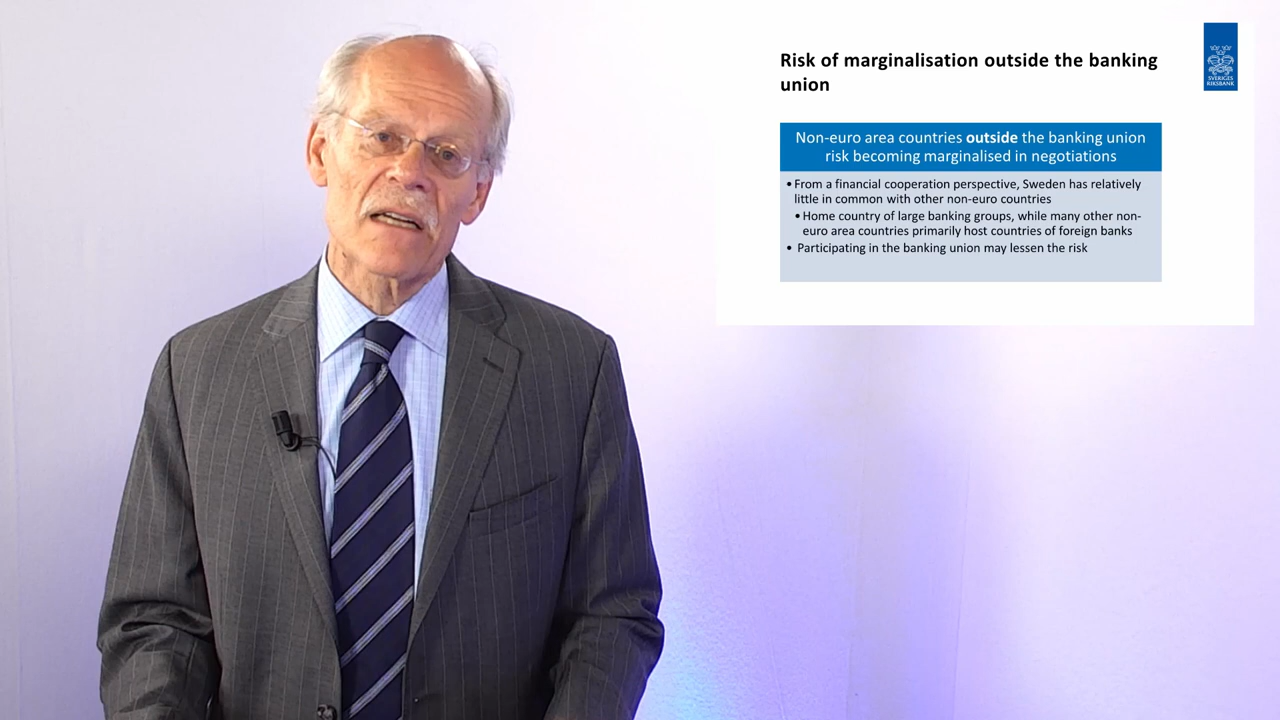 Risk of marginalisation outside the banking
union
SVERIGES
RIKSBANK
Non-euro area countries outside the banking union
risk becoming marginalised in negotiations
• From a financial cooperation perspective, Sweden has relatively
little in common with other non-euro countries
• Home country of large banking groups, while many other non-
euro area countries primarily host countries of foreign banks
• Participating in the banking union may lessen the risk